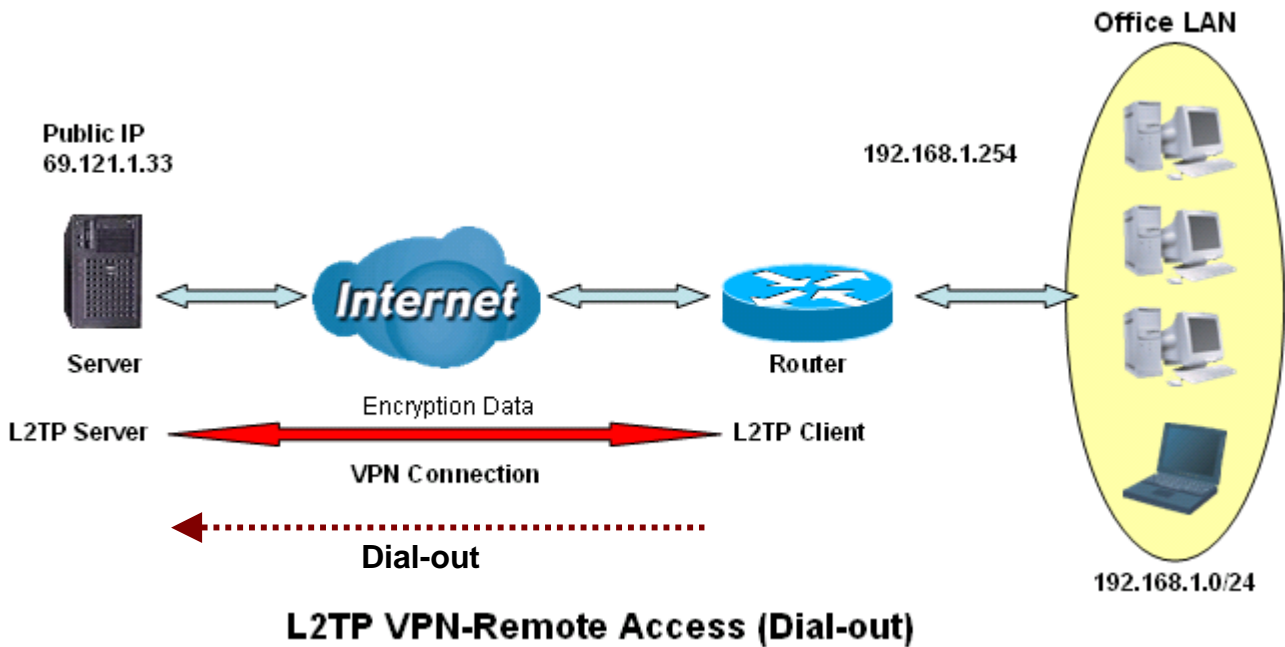 Office LAN
Public IP
69.121.1.33
192.168.1.254
Internet
Server
Router
Encryption Data
L2TP Server
L2TP Client
VPN Connection
Dial-out
192.168.1.0/24
L2TP VPN-Remote Access (Dial-out)